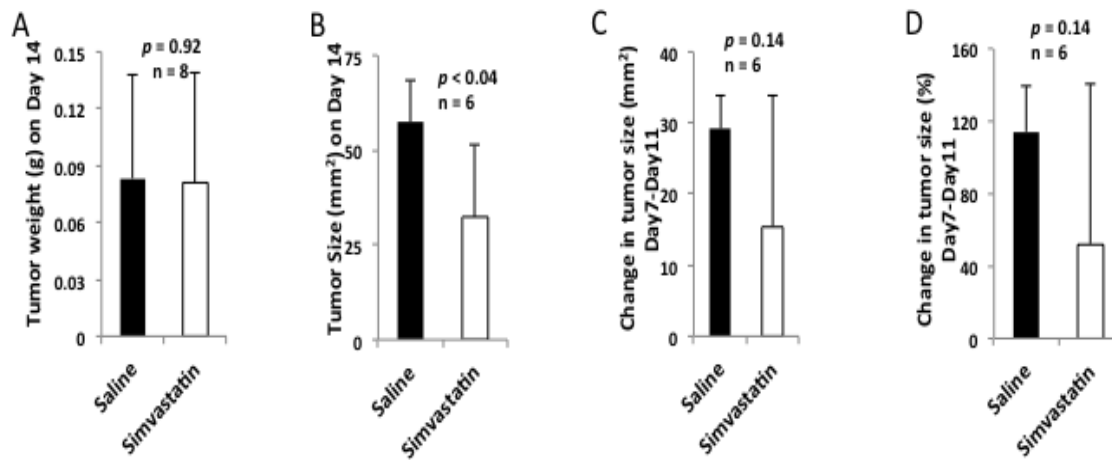 A
Tumor weight (g) on Day 14
0.15
0.12
0.09
0.06
0.03
0
p = 0.92
n = 8
Saline
Simvastatin
B
Tumor Size (mm²) on Day 14
75
50
25
0
p < 0.04
n = 6
Saline
Simvastatin
C
Change in tumor size (mm²)
Day7-Day11
40
30
20
10
0
p = 0.14
n = 6
Saline
Simvastatin
D
Change in tumor size (%)
Day7-Day11
160
120
80
40
0
p = 0.14
n = 6
Saline
Simvastatin